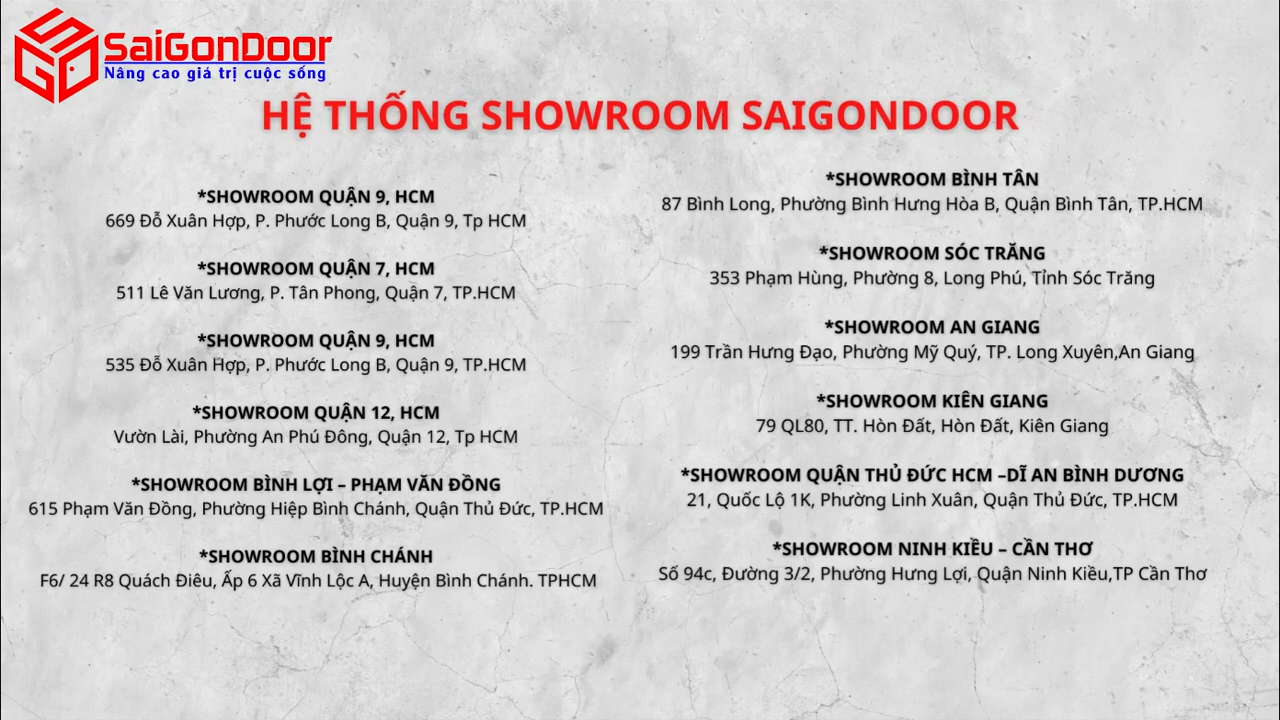 SGD
SaiGonDoor
Nâng cao giá trị cuộc sống
HỆ THỐNG SHOWROOM SAIGONDOOR
*SHOWROOM QUẬN 9, HCM
669 Đỗ Xuân Hợp, P. Phước Long B, Quận 9, Tp HCM
*SHOWROOM QUẬN 7, HCM
511 Lê Văn Lương, P. Tân Phong, Quận 7, TP.HCM
*SHOWROOM QUẬN 9, HCM
535 Đỗ Xuân Hợp, P. Phước Long B, Quận 9, TP.HCM
*SHOWROOM QUẬN 12, HCM
Vườn Lài, Phường An Phú Đông, Quận 12, Tp HCM
*SHOWROOM BÌNH LỢI – PHẠM VĂN ĐỒNG
615 Phạm Văn Đồng, Phường Hiệp Bình Chánh, Quận Thủ Đức, TP.HCM
*SHOWROOM BÌNH CHÁNH
F6/ 24 R8 Quách Điêu, Ấp 6 Xã Vĩnh Lộc A, Huyện Bình Chánh. TPHCM
*SHOWROOM BÌNH TÂN
87 Bình Long, Phường Bình Hưng Hòa B, Quận Bình Tân, TP.HCM
*SHOWROOM SÓC TRĂNG
353 Phạm Hùng, Phường 8, Long Phú, Tỉnh Sóc Trăng
*SHOWROOM AN GIANG
199 Trần Hưng Đạo, Phường Mỹ Quý, TP. Long Xuyên,An Giang
*SHOWROOM KIÊN GIANG
79 QL80, TT. Hòn Đất, Hòn Đất, Kiên Giang
*SHOWROOM QUẬN THỦ ĐỨC HCM –DĨ AN BÌNH DƯƠNG
21, Quốc Lộ 1K, Phường Linh Xuân, Quận Thủ Đức, TP.HCM
*SHOWROOM NINH KIỀU – CẦN THƠ
Số 94c, Đường 3/2, Phường Hưng Lợi, Quận Ninh Kiều,TP Cần Thơ